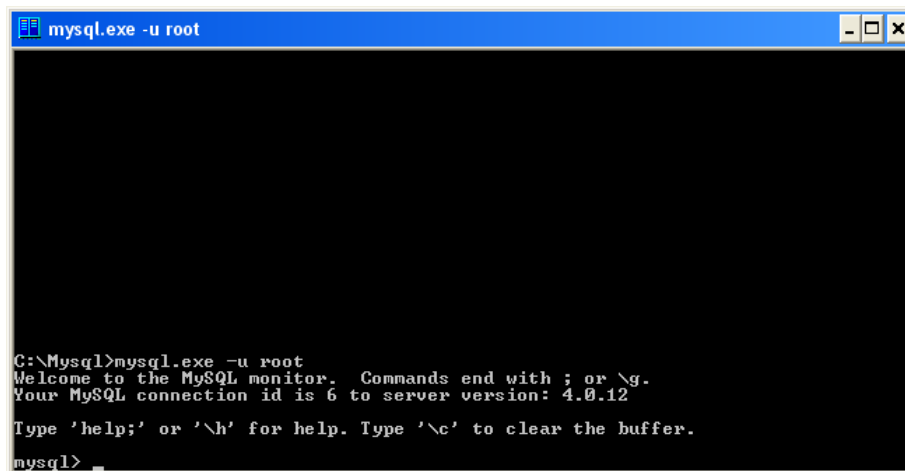 mysql.exe -u root
C:\Mysql>mysql.exe -u root
Welcome to the MySQL monitor.  Commands end with ; or \g.
Your MySQL connection id is 6 to server version: 4.0.12
Type 'help;' or '\h' for help. Type '\c' to clear the buffer.
mysql> _